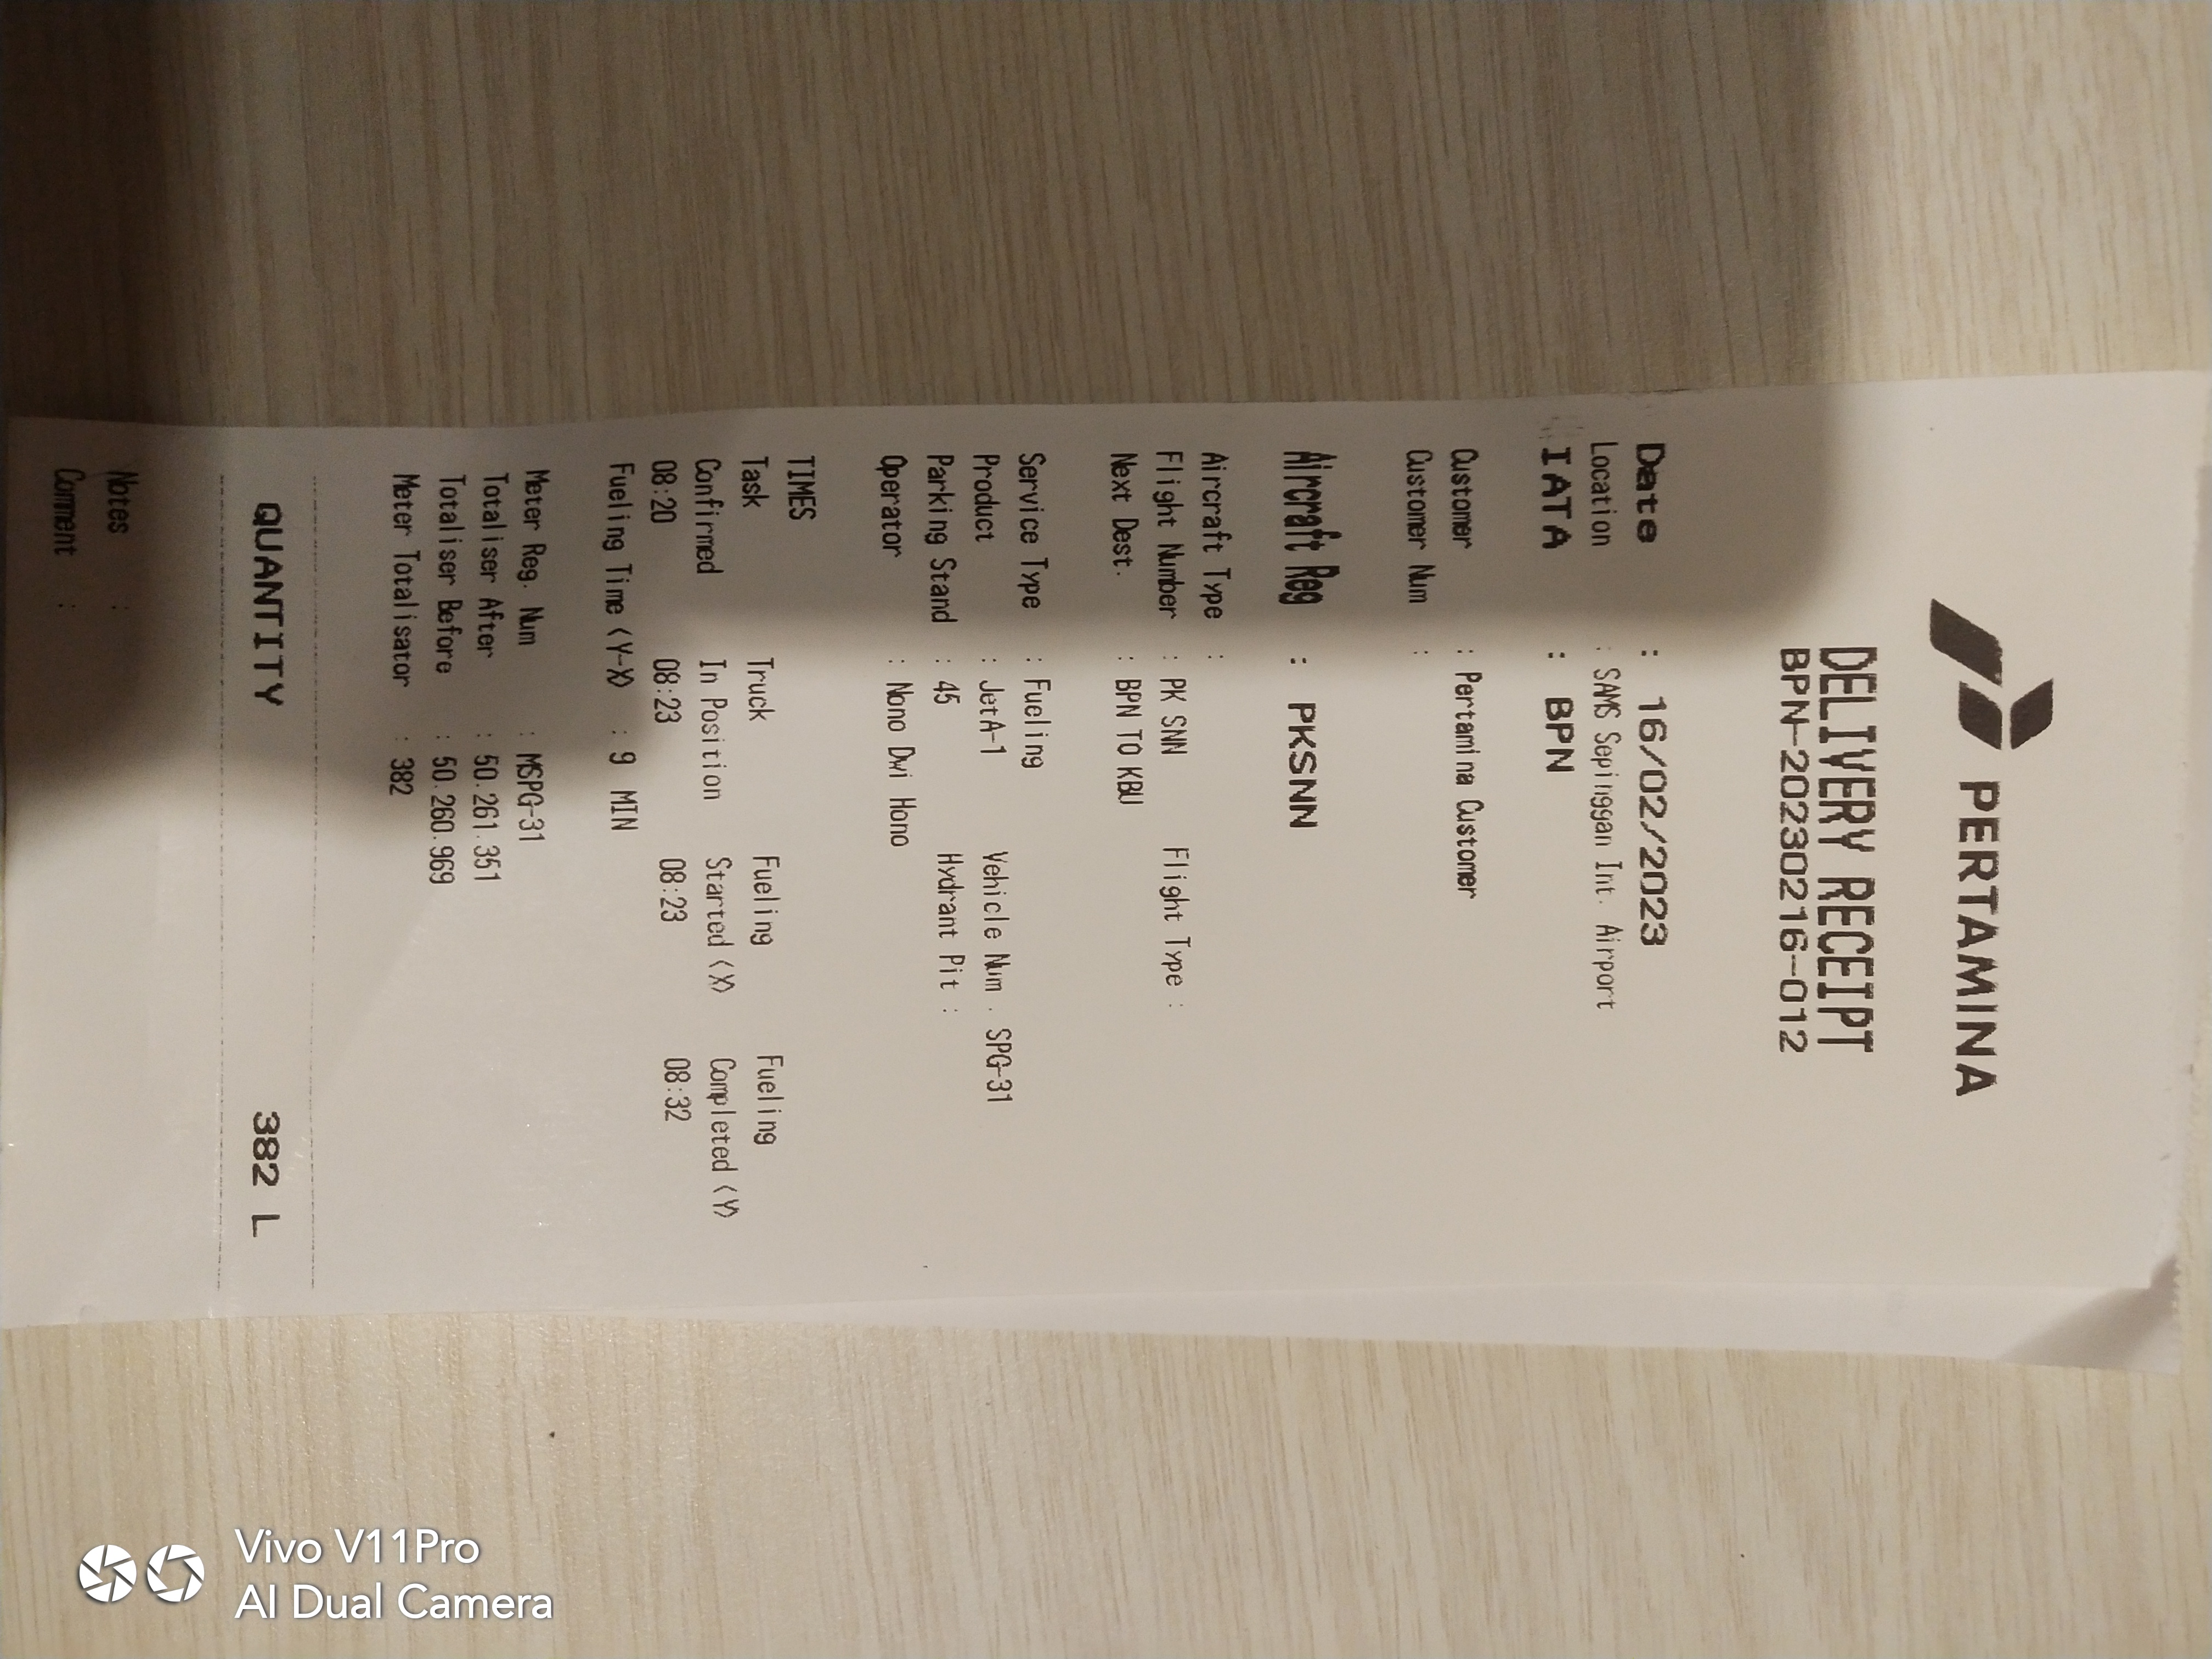 PERTAMINA
DELIVERY RECEIPT
BPN-20230216-012
Date : 16/02/2023
Location : SAMS Sepinggan Int. Airport
IATA : BPN
Customer : Pertamina Customer
Customer Num :
Aircraft Reg : PKSNN
Aircraft Type :
Flight Number : PK SNN Flight Type :
Next Dest. : BPN TO KBU
Service Type : Fueling
Product : JetA-1 Vehicle Num : SPG-31
Parking Stand : 45 Hydrant Pit :
Operator : Nono Dwi Hono
TIMES
Task Truck Fueling Fueling
Confirmed In Position Started (X) Completed (Y)
08:20 08:23 08:23 08:32
Fueling Time (Y-X) : 9 MIN
Meter Reg. Num : MSPG-31
Totaliser After : 50.261.351
Totaliser Before : 50.260.969
Meter Totalisator : 382
QUANTITY 382 L
Notes :
Comment :
Vivo V11Pro
AI Dual Camera